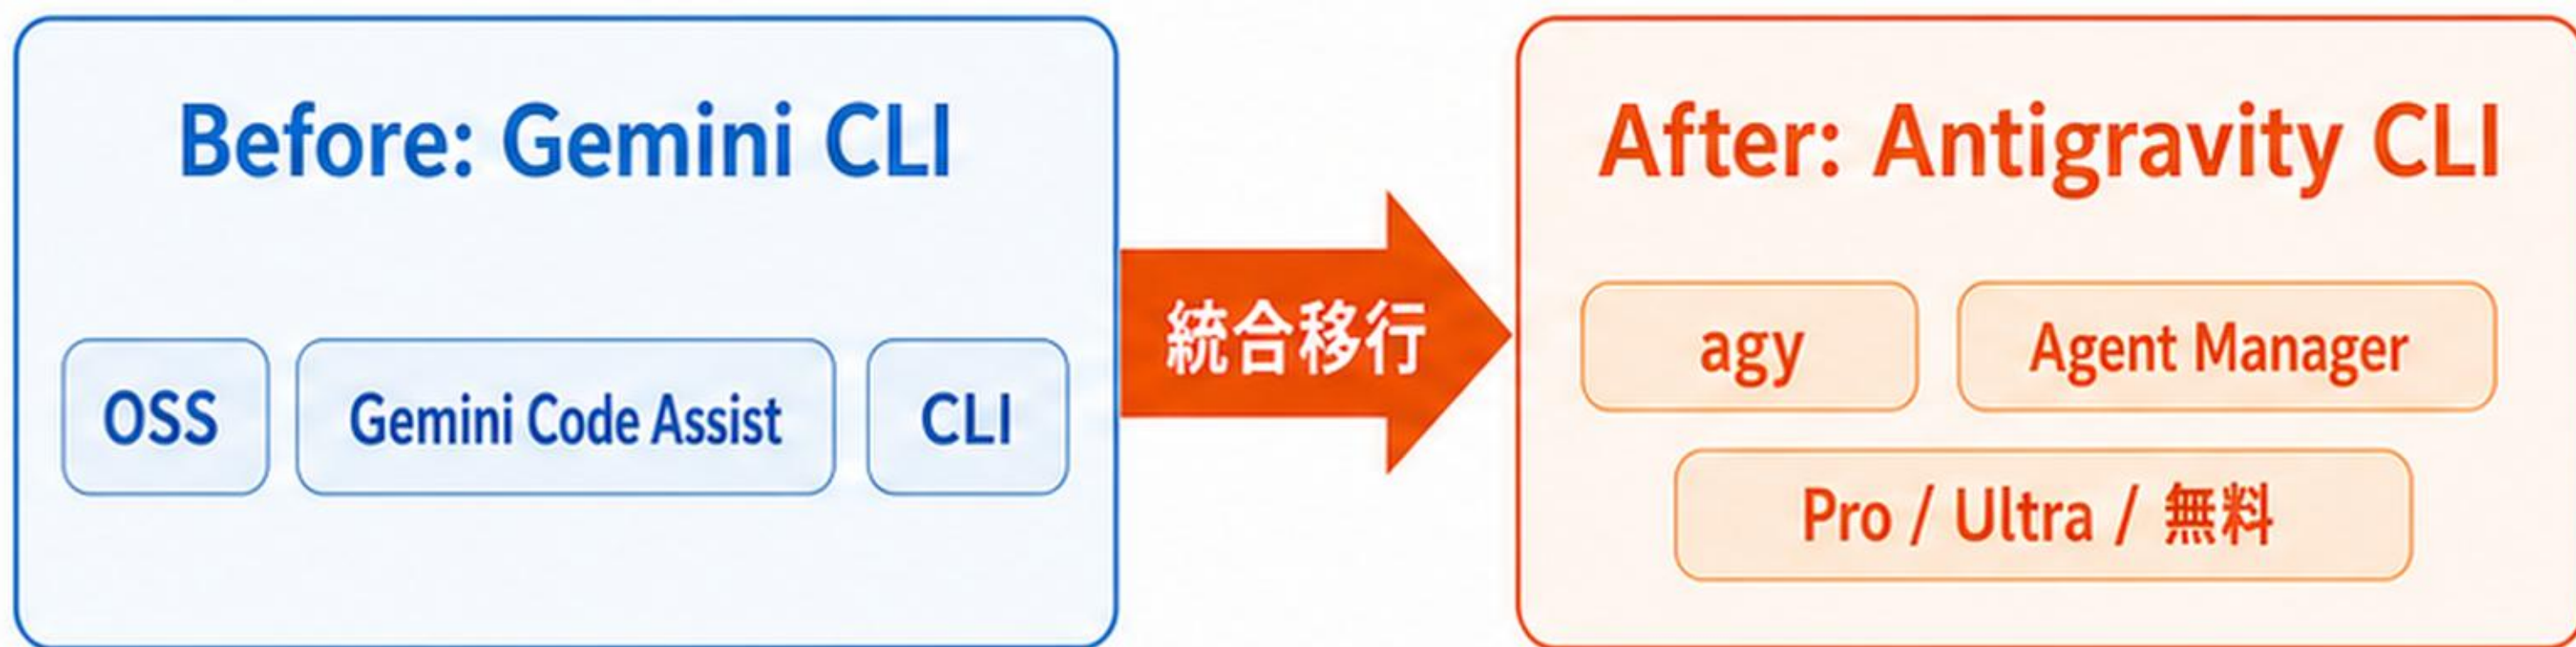 Before: Gemini CLI
OSS
Gemini Code Assist
CLI
統合移行
After: Antigravity CLI
agy
Agent Manager
Pro / Ultra / 無料